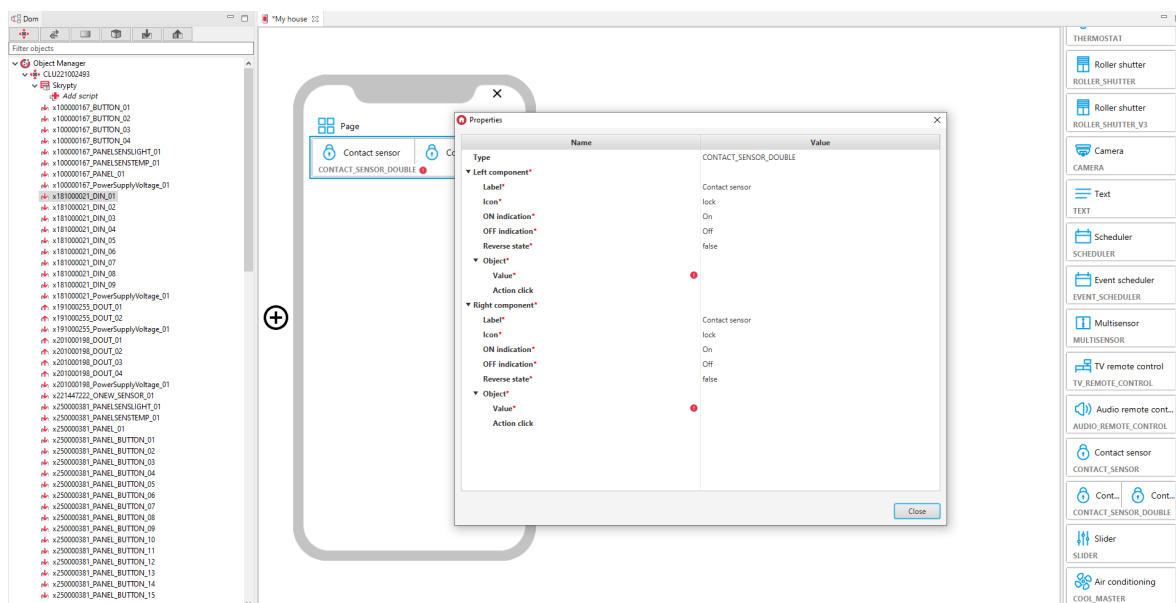 Dom
*My house
Filter objects
Object Manager
CLU221002493
Skrypty
Add script
x100000167_BUTTON_01
x100000167_BUTTON_02
x100000167_BUTTON_03
x100000167_BUTTON_04
x100000167_PANELSENSLIGHT_01
x100000167_PANELSENSTEMP_01
x100000167_PANEL_01
x100000167_PowerSupplyVoltage_01
x181000021_DIN_01
x181000021_DIN_02
x181000021_DIN_03
x181000021_DIN_04
x181000021_DIN_05
x181000021_DIN_06
x181000021_DIN_07
x181000021_DIN_08
x181000021_DIN_09
x181000021_PowerSupplyVoltage_01
x191000255_DOUT_01
x191000255_DOUT_02
x191000255_PowerSupplyVoltage_01
x201000198_DOUT_01
x201000198_DOUT_02
x201000198_DOUT_03
x201000198_DOUT_04
x201000198_PowerSupplyVoltage_01
x221447222_ONEW_SENSOR_01
x250000381_PANELSENSLIGHT_01
x250000381_PANELSENSTEMP_01
x250000381_PANEL_01
x250000381_PANEL_BUTTON_01
x250000381_PANEL_BUTTON_02
x250000381_PANEL_BUTTON_03
x250000381_PANEL_BUTTON_04
x250000381_PANEL_BUTTON_05
x250000381_PANEL_BUTTON_06
x250000381_PANEL_BUTTON_07
x250000381_PANEL_BUTTON_08
x250000381_PANEL_BUTTON_09
x250000381_PANEL_BUTTON_10
x250000381_PANEL_BUTTON_11
x250000381_PANEL_BUTTON_12
x250000381_PANEL_BUTTON_13
x250000381_PANEL_BUTTON_14
x250000381_PANEL_BUTTON_15
Page
Contact sensor Co
CONTACT_SENSOR_DOUBLE
Properties
Name Value
Type CONTACT_SENSOR_DOUBLE
Left component*
Label* Contact sensor
Icon* lock
ON indication* On
OFF indication* Off
Reverse state* false
Object*
Value*
Action click
Right component*
Label* Contact sensor
Icon* lock
ON indication* On
OFF indication* Off
Reverse state* false
Object*
Value*
Action click
Close
THERMOSTAT
Roller shutter
ROLLER_SHUTTER
Roller shutter
ROLLER_SHUTTER_V3
Camera
CAMERA
Text
TEXT
Scheduler
SCHEDULER
Event scheduler
EVENT_SCHEDULER
Multisensor
MULTISENSOR
TV remote control
TV_REMOTE_CONTROL
Audio remote cont...
AUDIO_REMOTE_CONTROL
Contact sensor
CONTACT_SENSOR
Cont... Cont...
CONTACT_SENSOR_DOUBLE
Slider
SLIDER
Air conditioning
COOL_MASTER